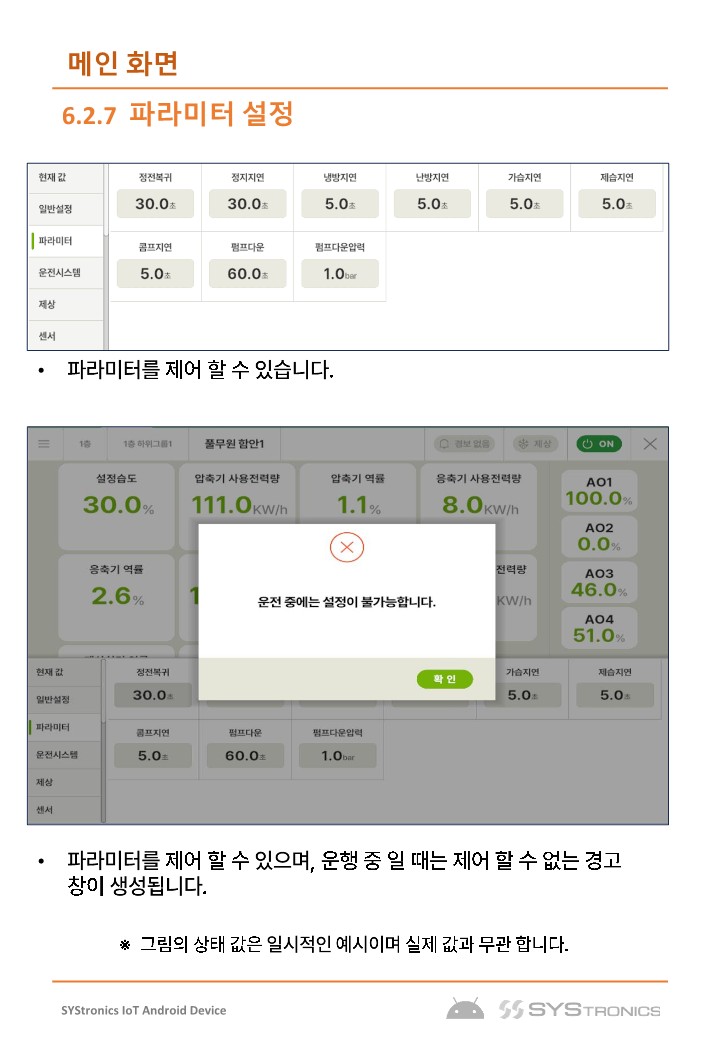 메인 화면
6.2.7 파라미터 설정
현재 값
일반설정
파라미터
운전시스템
제상
센서
정전복귀 정지지연 냉방지연 난방지연 가습지연 제습지연
30.0초 30.0초 5.0초 5.0초 5.0초 5.0초
콤프지연 펌프다운 펌프다운압력
5.0초 60.0초 1.0bar
• 파라미터를 제어 할 수 있습니다.
1층 1층 하위그룹1 풀무원 함안1 경보 없음 제상 ON
설정습도 압축기 사용전력량 압축기 역률 응축기 사용전력량
30.0% 111.0KW/h 1.1% 8.0KW/h
AO1
100.0%
AO2
0.0%
AO3
46.0%
AO4
51.0%
응축기 역률
2.6%
1
전력량
KW/h
운전 중에는 설정이 불가능합니다.
확 인
현재 값
일반설정
파라미터
운전시스템
제상
센서
정전복귀 가습지연 제습지연
30.0초 5.0초 5.0초
콤프지연 펌프다운 펌프다운압력
5.0초 60.0초 1.0bar
• 파라미터를 제어 할 수 있으며, 운행 중 일 때는 제어 할 수 없는 경고
창이 생성됩니다.
※ 그림의 상태 값은 일시적인 예시이며 실제 값과 무관 합니다.
SYStronics IoT Android Device
SYSTRONICS